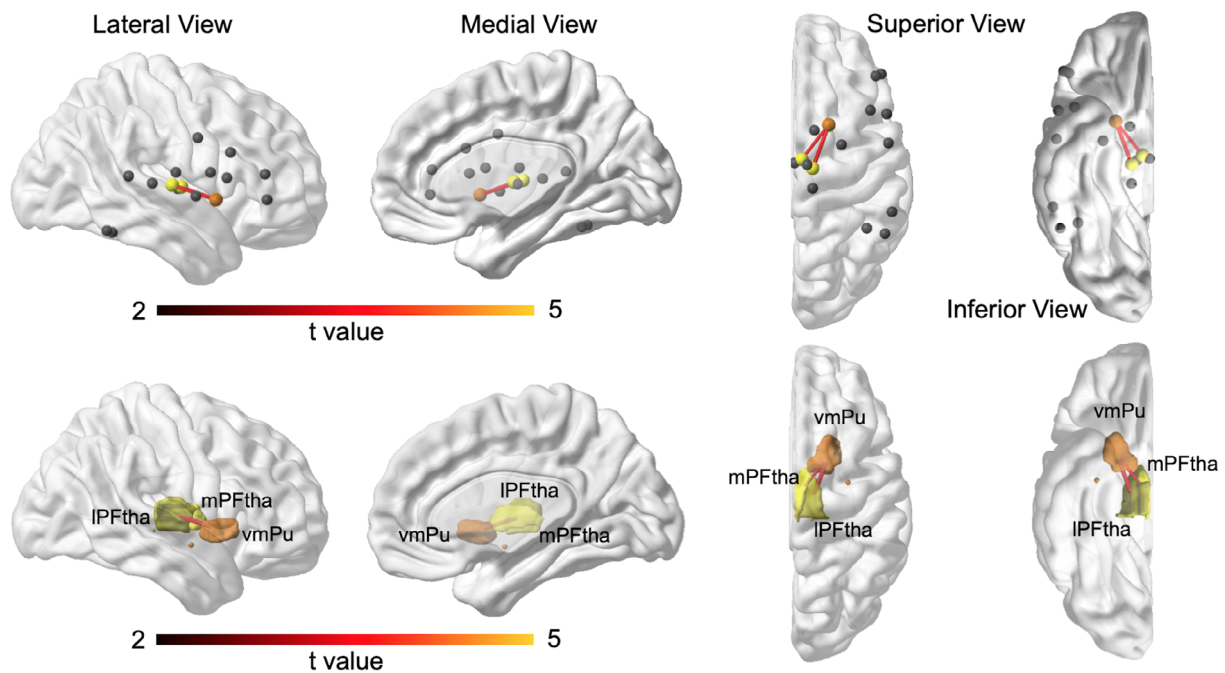 Lateral View
Medial View
Superior View
2
5
t value
Inferior View
vmPu
mPFtha
lPFtha
mPFtha
lPFtha
vmPu
lPFtha
vmPu
mPFtha
vmPu
mPFtha
lPFtha
2
5
t value